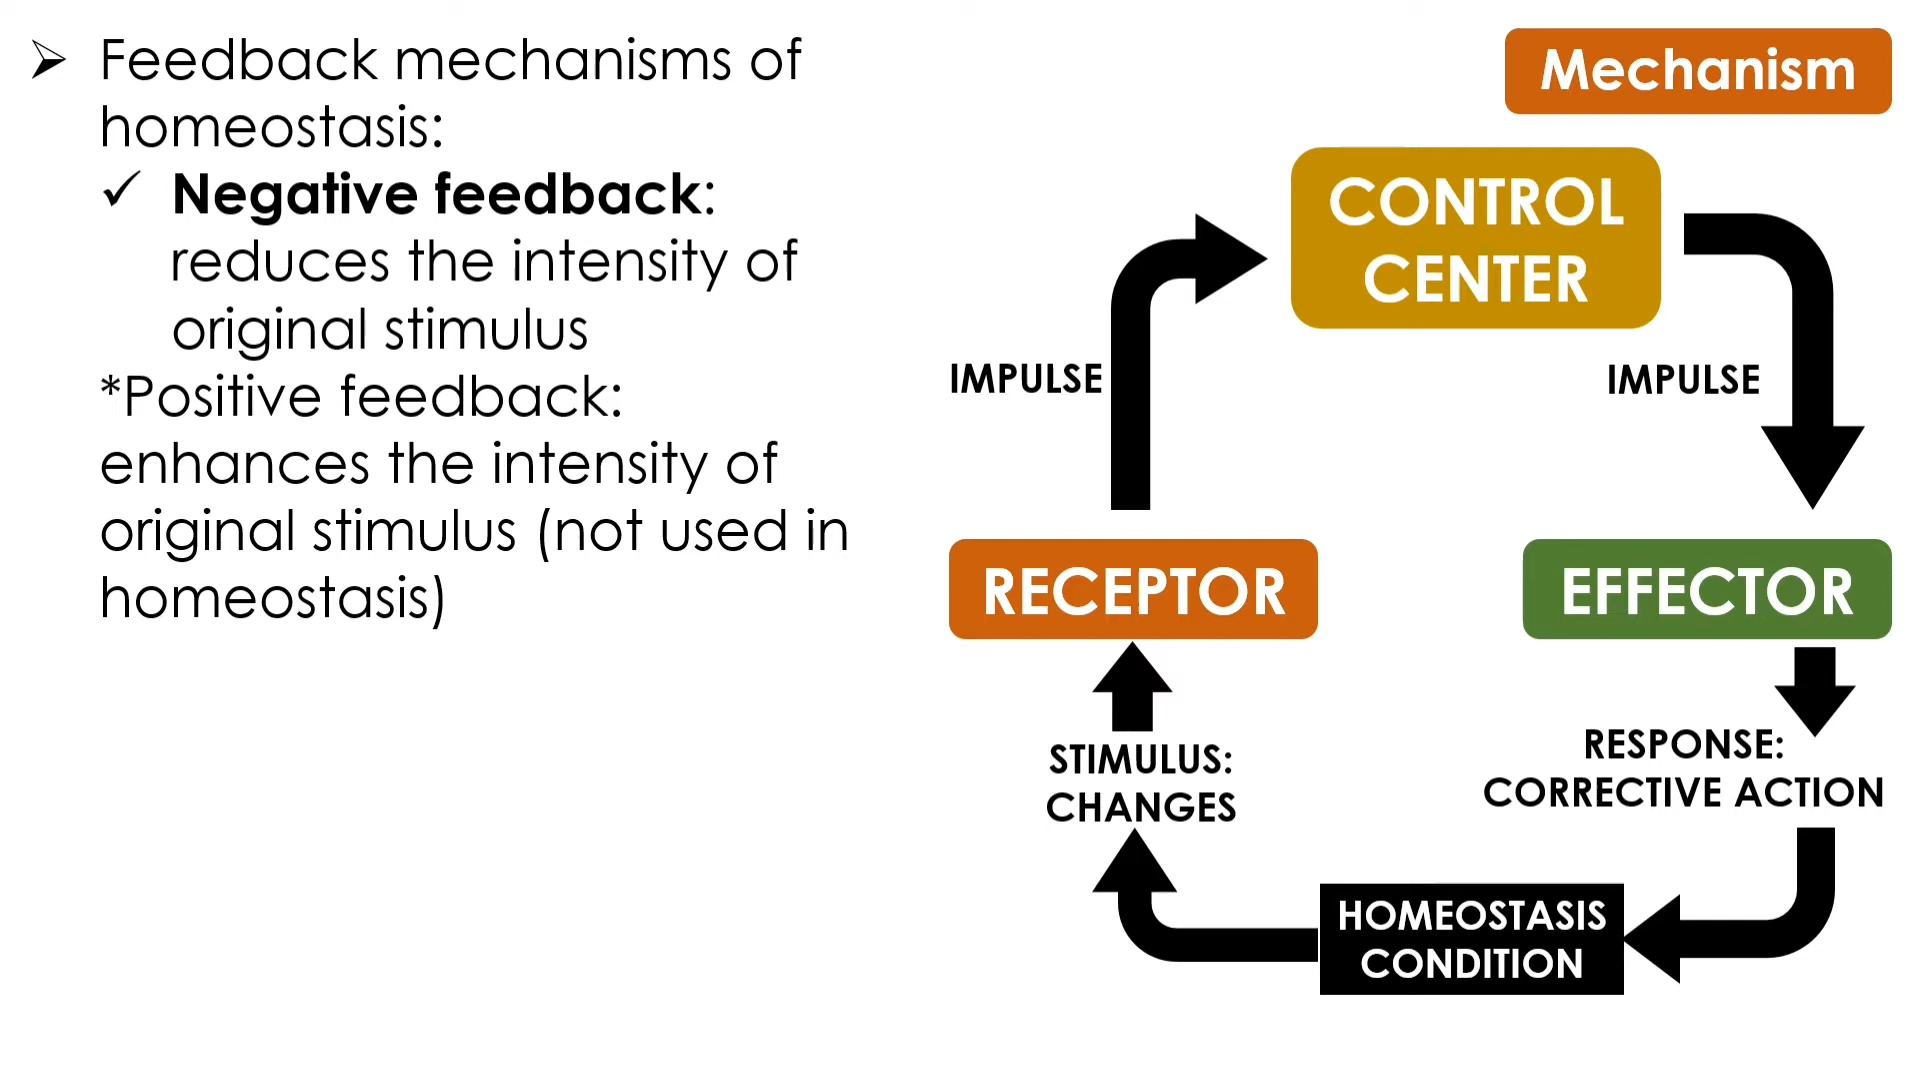 Feedback mechanisms of
homeostasis:
Negative feedback:
reduces the intensity of
original stimulus
*Positive feedback:
enhances the intensity of
original stimulus (not used in
homeostasis)
Mechanism
CONTROL
CENTER
IMPULSE
IMPULSE
RECEPTOR
EFFECTOR
STIMULUS:
CHANGES
RESPONSE:
CORRECTIVE ACTION
HOMEOSTASIS
CONDITION